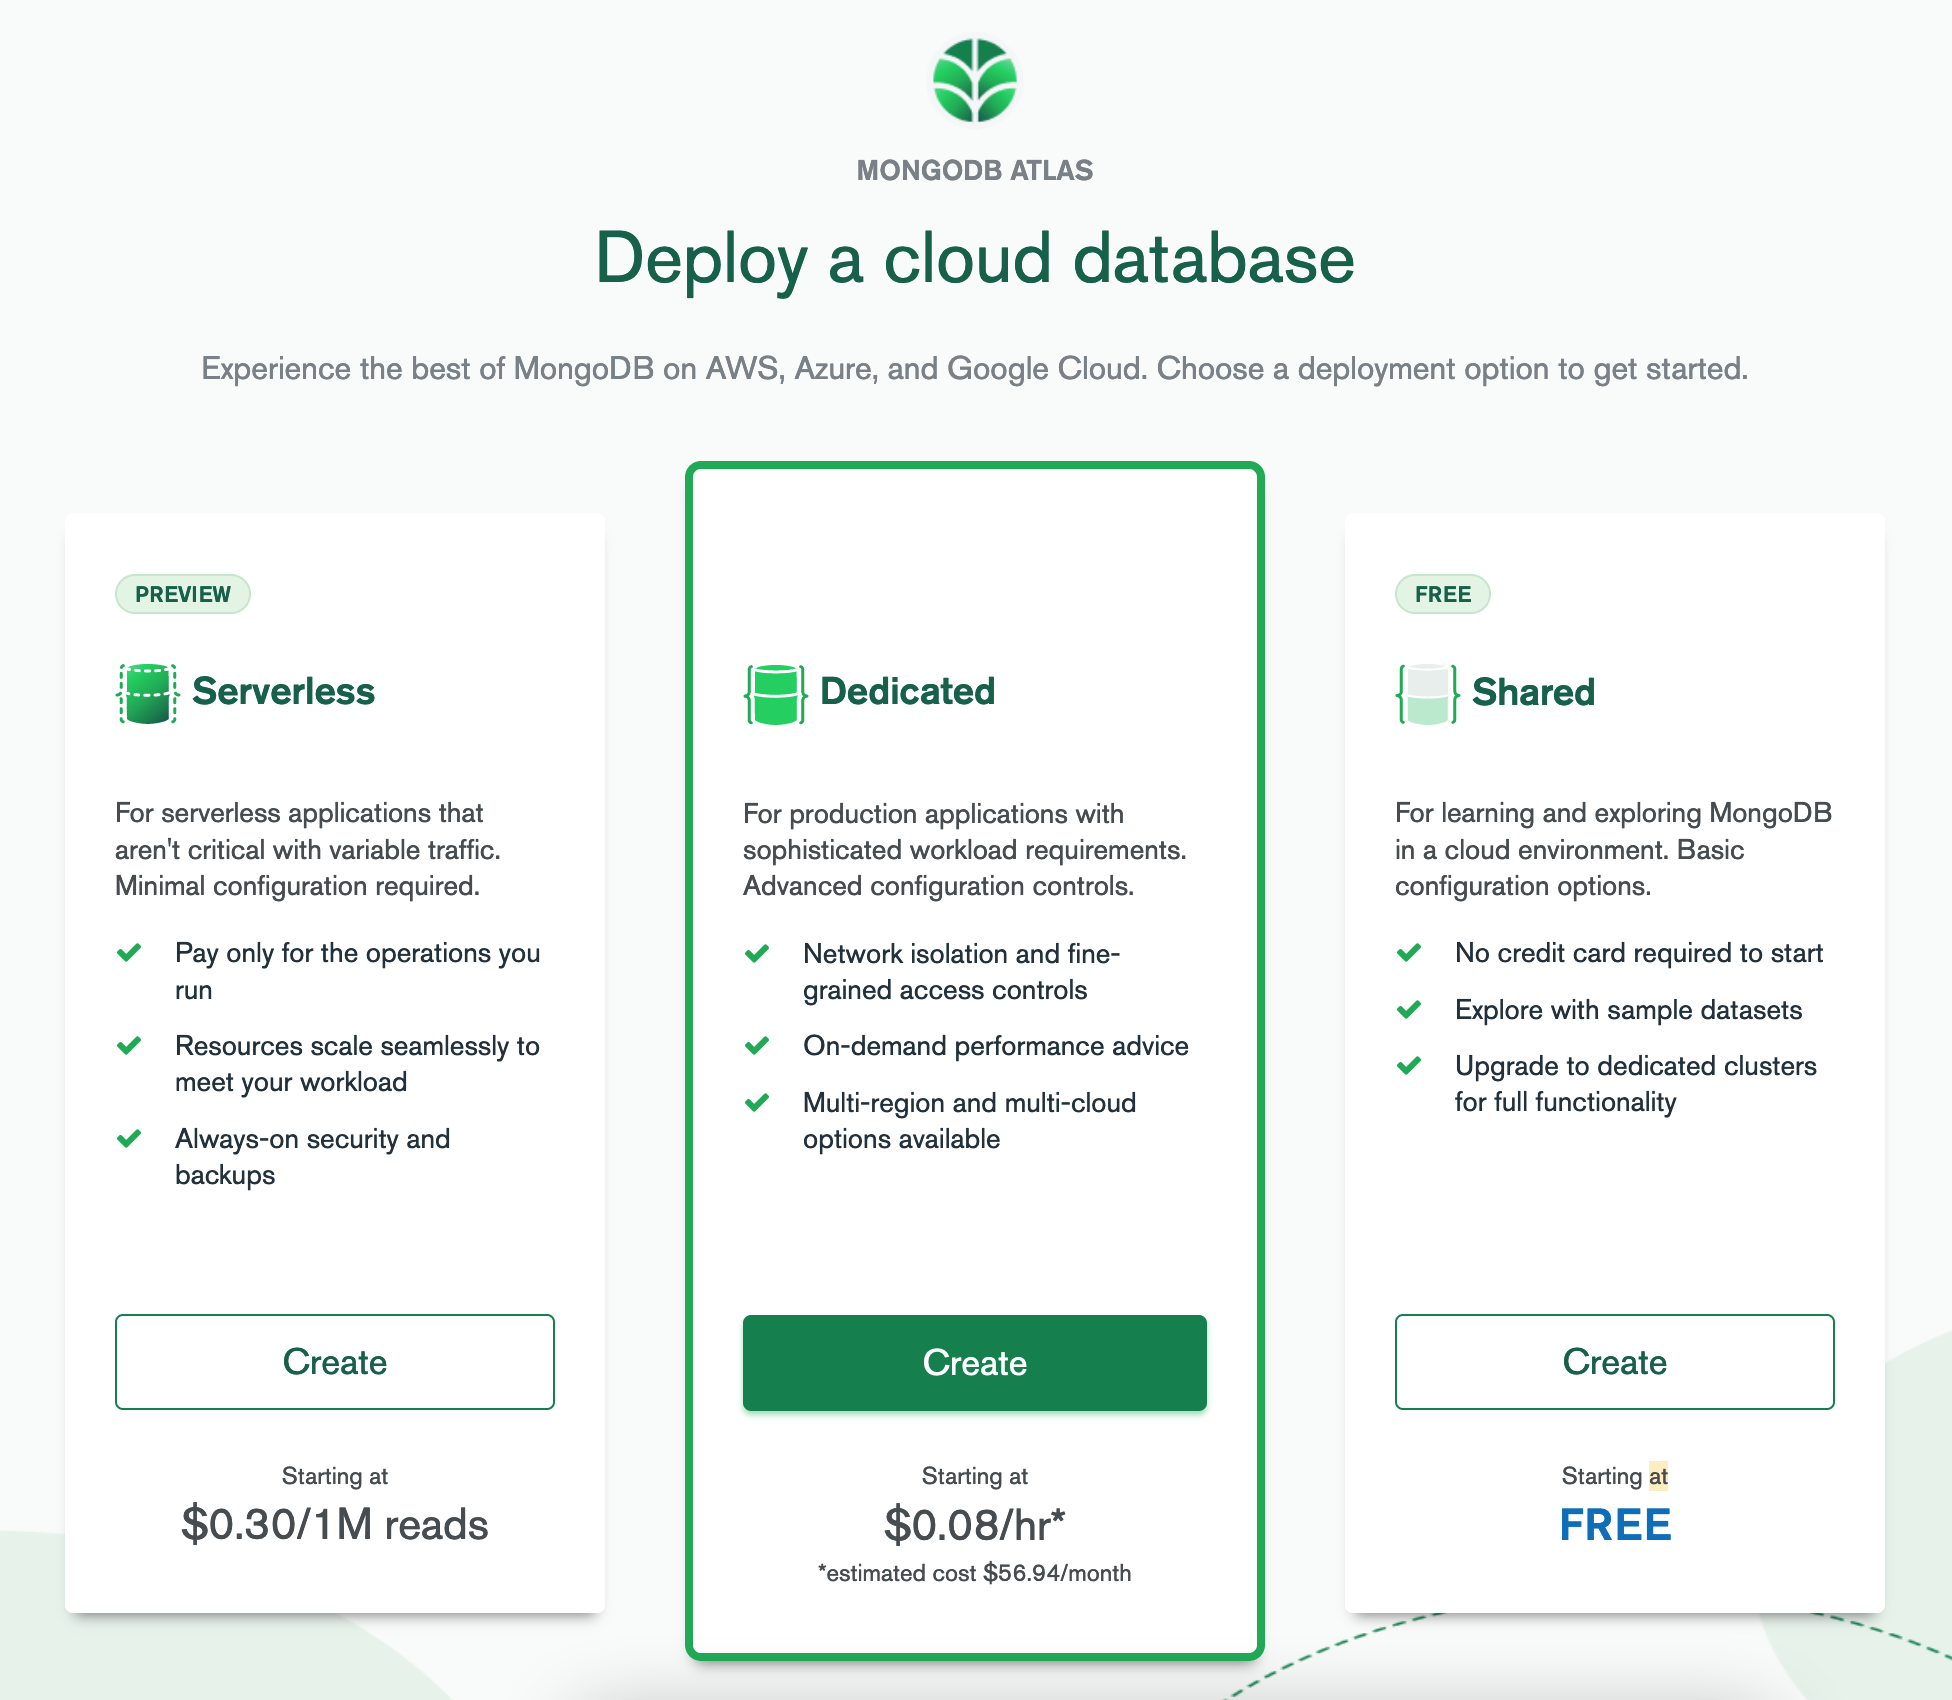 MONGODB ATLAS
Deploy a cloud database
Experience the best of MongoDB on AWS, Azure, and Google Cloud. Choose a deployment option to get started.
PREVIEW
Serverless
For serverless applications that
aren't critical with variable traffic.
Minimal configuration required.
Pay only for the operations you
run
Resources scale seamlessly to
meet your workload
Always-on security and
backups
Create
Starting at
$0.30/1M reads
Dedicated
For production applications with
sophisticated workload requirements.
Advanced configuration controls.
Network isolation and fine-
grained access controls
On-demand performance advice
Multi-region and multi-cloud
options available
Create
Starting at
$0.08/hr*
*estimated cost $56.94/month
FREE
Shared
For learning and exploring MongoDB
in a cloud environment. Basic
configuration options.
No credit card required to start
Explore with sample datasets
Upgrade to dedicated clusters
for full functionality
Create
Starting at
FREE